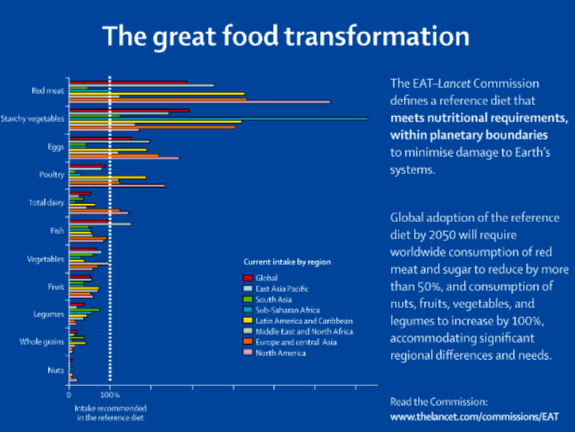 The great food transformation
Red meat
Starchy vegetables
Eggs
Poultry
Total dairy
Fish
Vegetables
Fruit
Legumes
Whole grains
Nuts
0
100%
Intake recommended
in the reference diet
Current intake by region
Global
East Asia Pacific
South Asia
Sub-Saharan Africa
Latin America and Caribbean
Middle East and North Africa
Europe and central Asia
North America
The EAT–Lancet Commission
defines a reference diet that
meets nutritional requirements,
within planetary boundaries
to minimise damage to Earth's
systems.
Global adoption of the reference
diet by 2050 will require
worldwide consumption of red
meat and sugar to reduce by more
than 50%, and consumption of
nuts, fruits, vegetables, and
legumes to increase by 100%,
accommodating significant
regional differences and needs.
Read the Commission:
www.thelancet.com/commissions/EAT